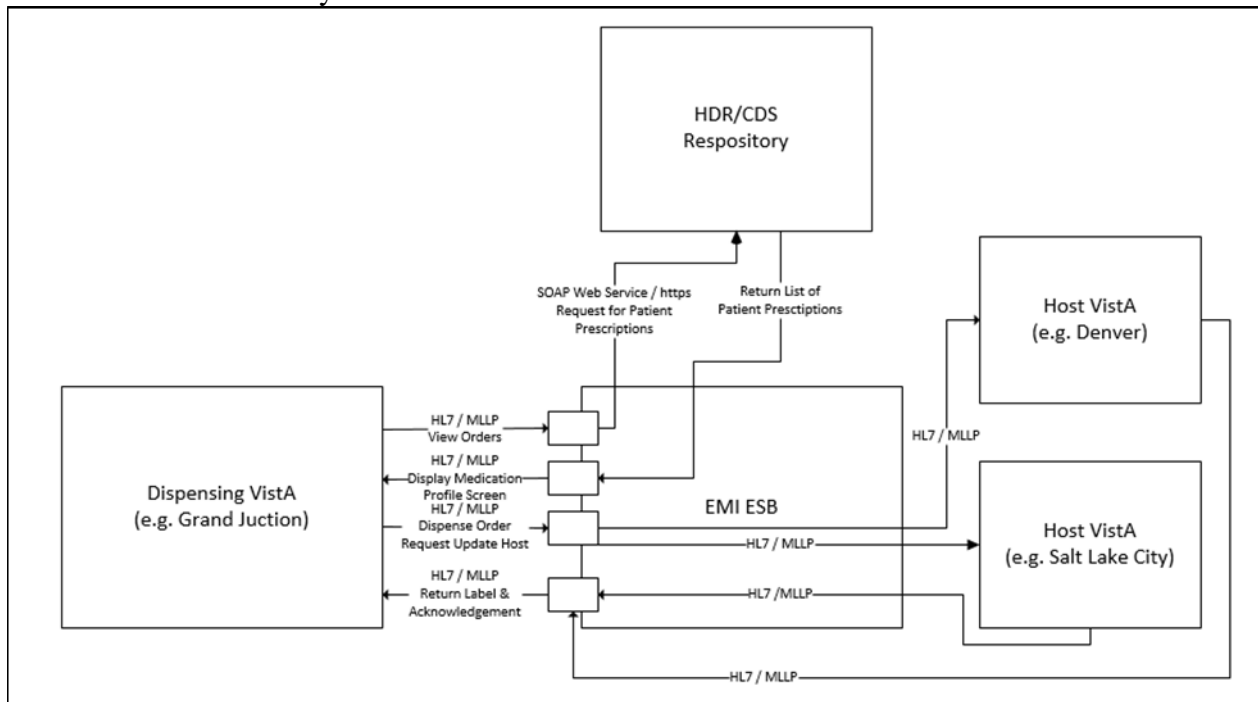 HDR/CDS
Respository
SOAP Web Service / https
Request for Patient
Prescriptions
Return List of
Patient Presctiptions
Host VistA
(e.g. Denver)
HL7 / MLLP
Dispensing VistA
(e.g. Grand Juction)
HL7 / MLLP
View Orders
HL7 / MLLP
Display Medication
Profile Screen
HL7 / MLLP
Dispense Order
Request Update Host
HL7 / MLLP
Return Label &
Acknowledgement
EMI ESB
HL7 / MLLP
Host VistA
(e.g. Salt Lake City)
HL7 /MLLP
HL7 / MLLP